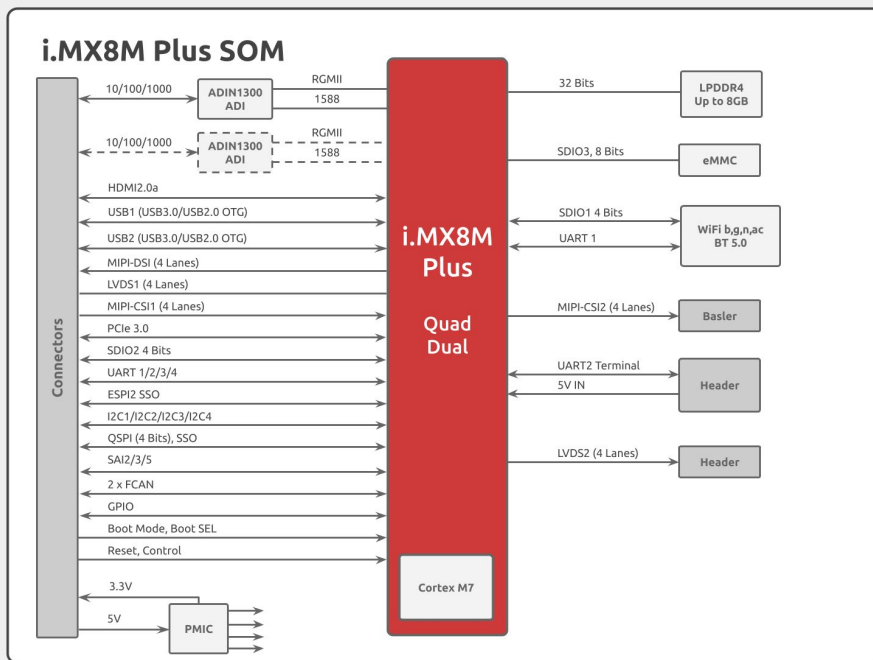 i.MX8M Plus SOM
Connectors
10/100/1000
ADIN1300
ADI
RGMII
1588
10/100/1000
ADIN1300
ADI
RGMII
1588
HDMI2.0a
USB1 (USB3.0/USB2.0 OTG)
USB2 (USB3.0/USB2.0 OTG)
MIPI-DSI (4 Lanes)
LVDS1 (4 Lanes)
MIPI-CSI1 (4 Lanes)
PCIe 3.0
SDIO2 4 Bits
UART 1/2/3/4
ESPI2 SSO
I2C1/I2C2/I2C3/I2C4
QSPI (4 Bits), SSO
SAI2/3/5
2 x FCAN
GPIO
Boot Mode, Boot SEL
Reset, Control
3.3V
5V
PMIC
i.MX8M
Plus
Quad
Dual
Cortex M7
32 Bits
LPDDR4
Up to 8GB
SDIO3, 8 Bits
eMMC
SDIO1 4 Bits
UART 1
WiFi b,g,n,ac
BT 5.0
MIPI-CSI2 (4 Lanes)
Basler
UART2 Terminal
5V IN
Header
LVDS2 (4 Lanes)
Header